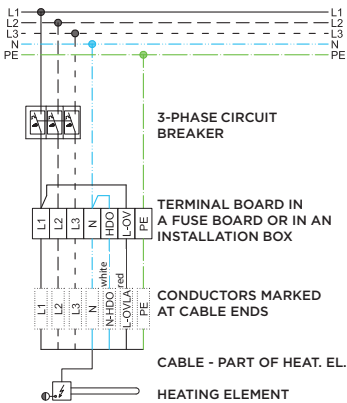 L1 L1
L2 L2
L3 L3
N N
PE PE
3-PHASE CIRCUIT
BREAKER
TERMINAL BOARD IN
A FUSE BOARD OR IN AN
INSTALLATION BOX
L1 L2 L3 N HDO L-OV PE
white red
CONDUCTORS MARKED
AT CABLE ENDS
L1 L2 L3 N N-HDO L-OVLA PE
CABLE - PART OF HEAT. EL.
HEATING ELEMENT